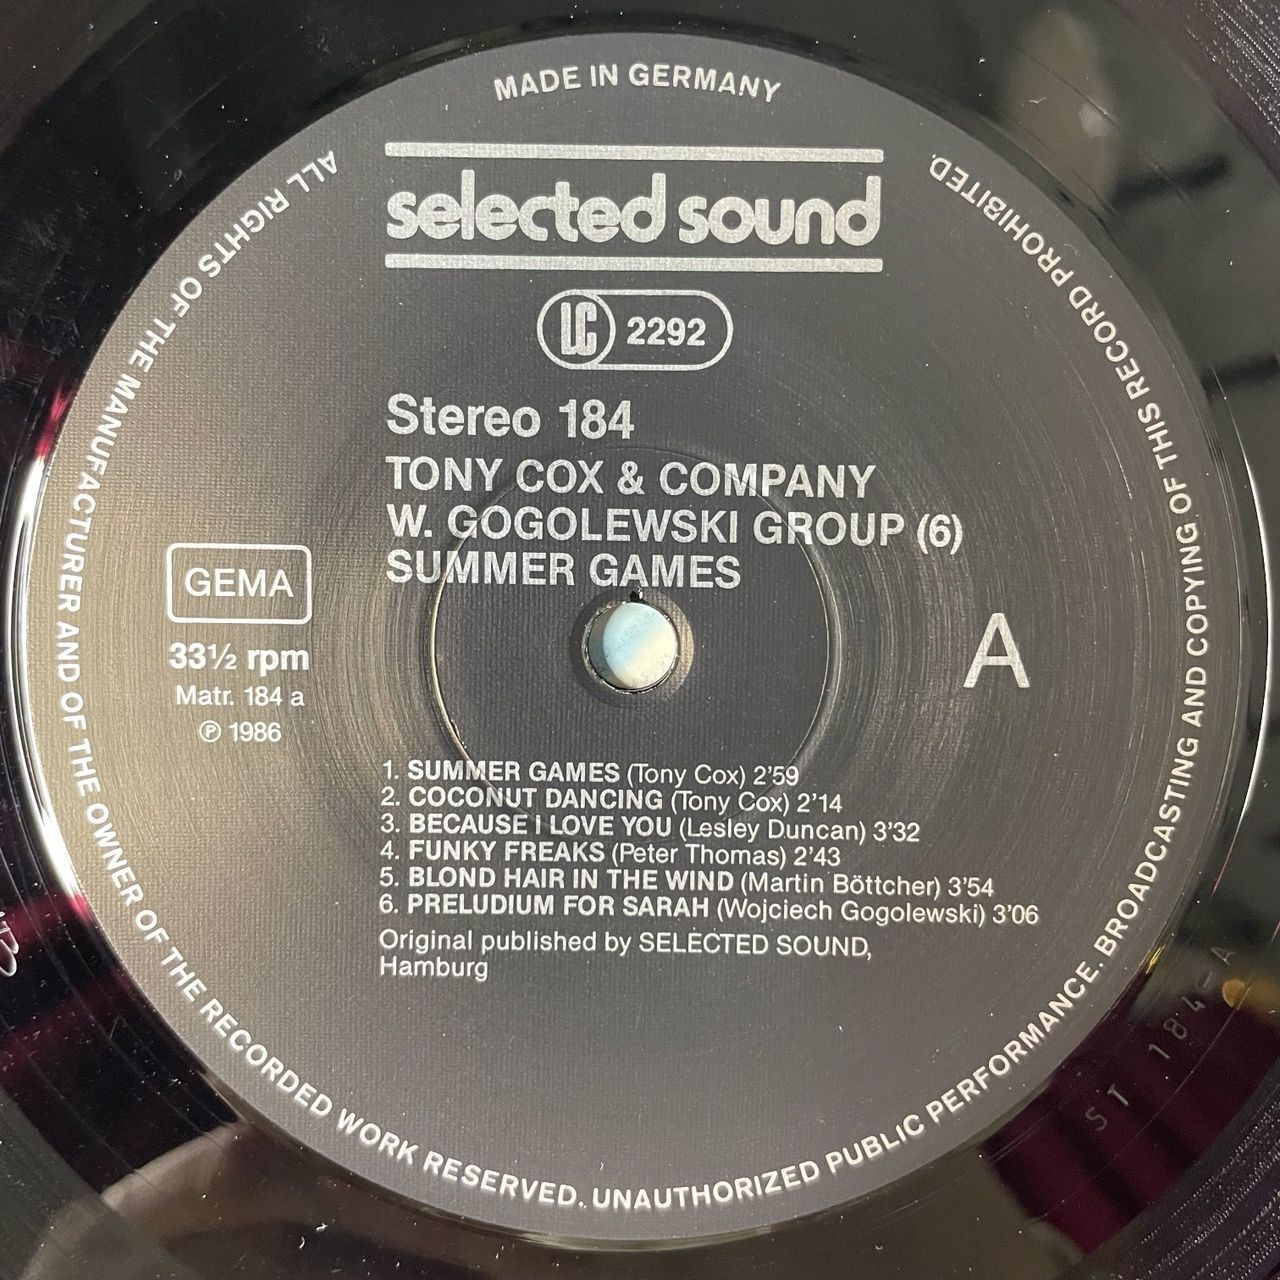 MADE IN GERMANY
selected sound
LC 2292
Stereo 184
TONY COX & COMPANY
W. GOGOLEWSKI GROUP (6)
SUMMER GAMES
GEMA
33½ rpm
Matr. 184 a
℗ 1986
A
1. SUMMER GAMES (Tony Cox) 2'59
2. COCONUT DANCING (Tony Cox) 2'14
3. BECAUSE I LOVE YOU (Lesley Duncan) 3'32
4. FUNKY FREAKS (Peter Thomas) 2'43
5. BLOND HAIR IN THE WIND (Martin Böttcher) 3'54
6. PRELUDIUM FOR SARAH (Wojciech Gogolewski) 3'06
Original published by SELECTED SOUND,
Hamburg
ALL RIGHTS OF THE MANUFACTURER AND OF THE OWNER OF THE RECORDED WORK RESERVED. UNAUTHORIZED PUBLIC PERFORMANCE. BROADCASTING AND COPYING OF THIS RECORD PROHIBITED.
ST 184-A